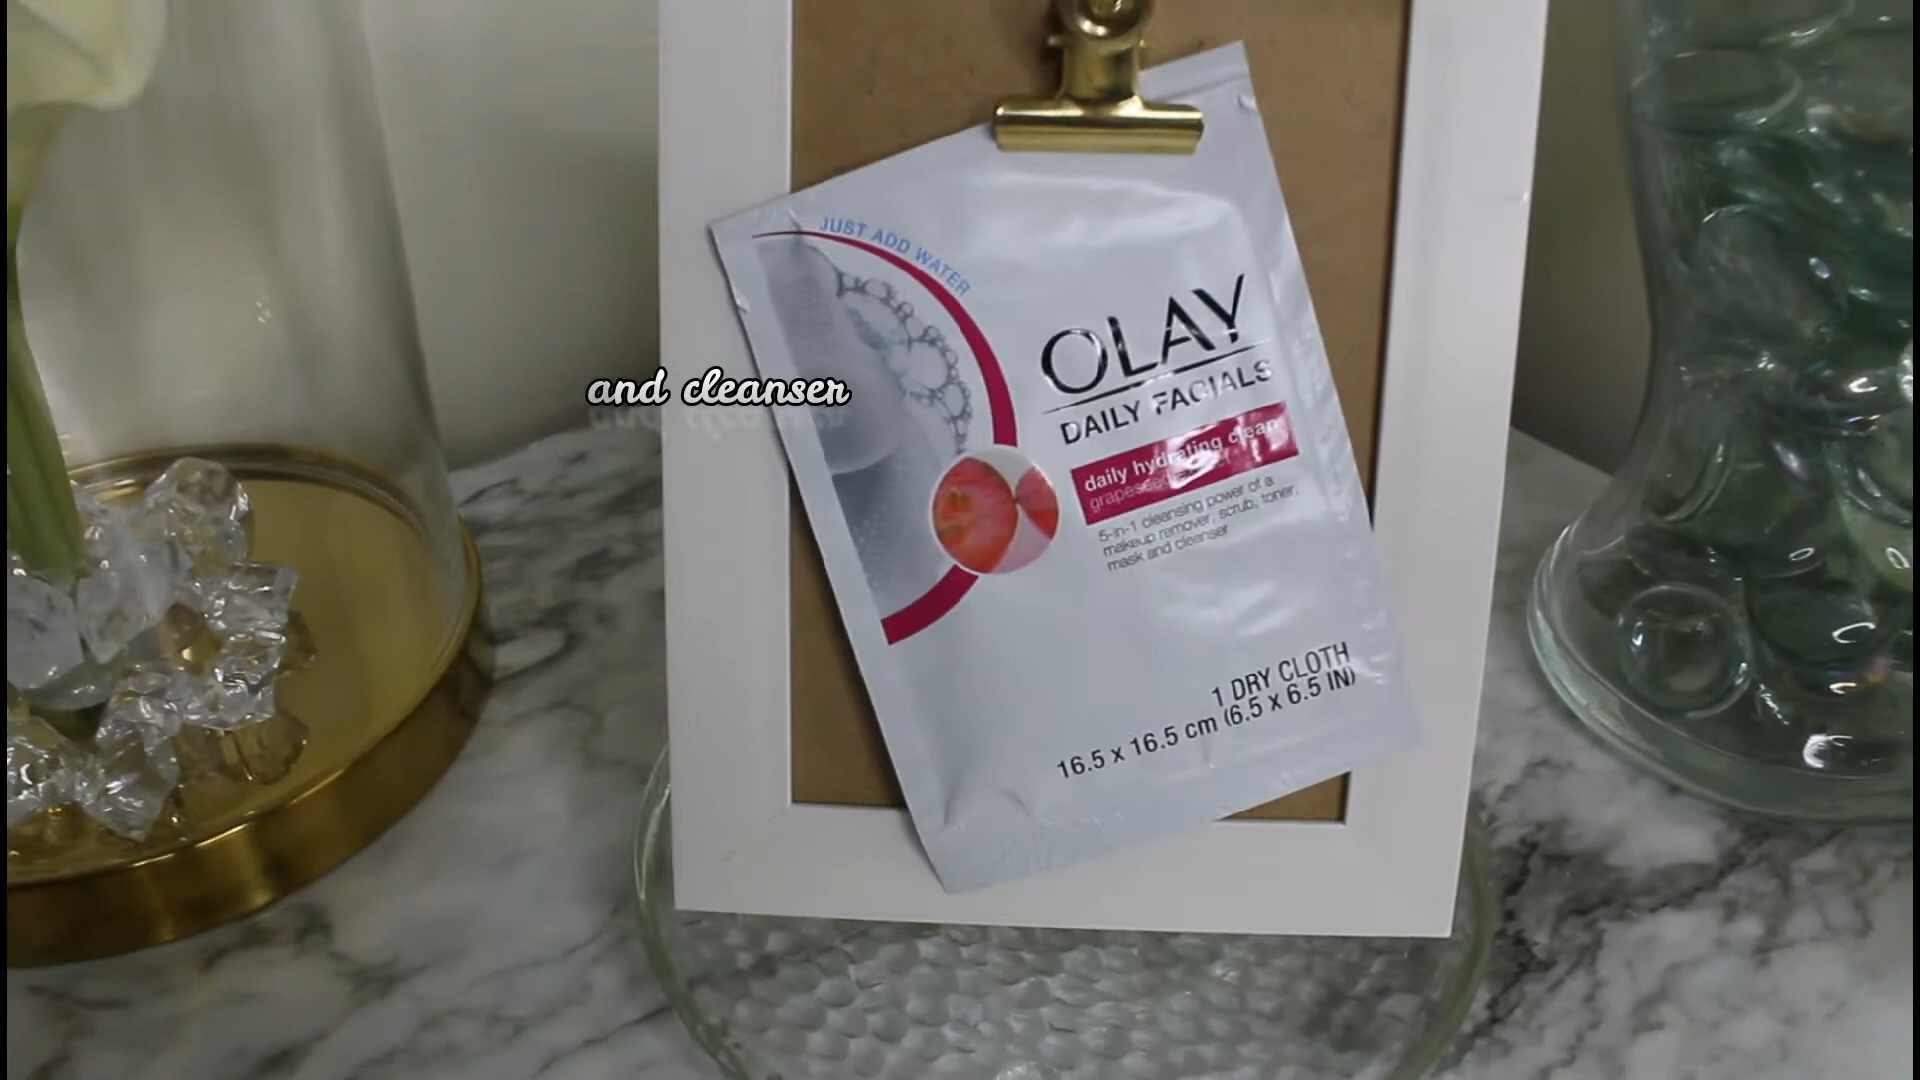 JUST ADD WATER
OLAY
DAILY FACIALS
daily hydrating clean
5-in-1 cleansing power of a
makeup remover, scrub, toner,
mask and cleanser
1 DRY CLOTH
16.5 x 16.5 cm (6.5 x 6.5 IN)
and cleanser